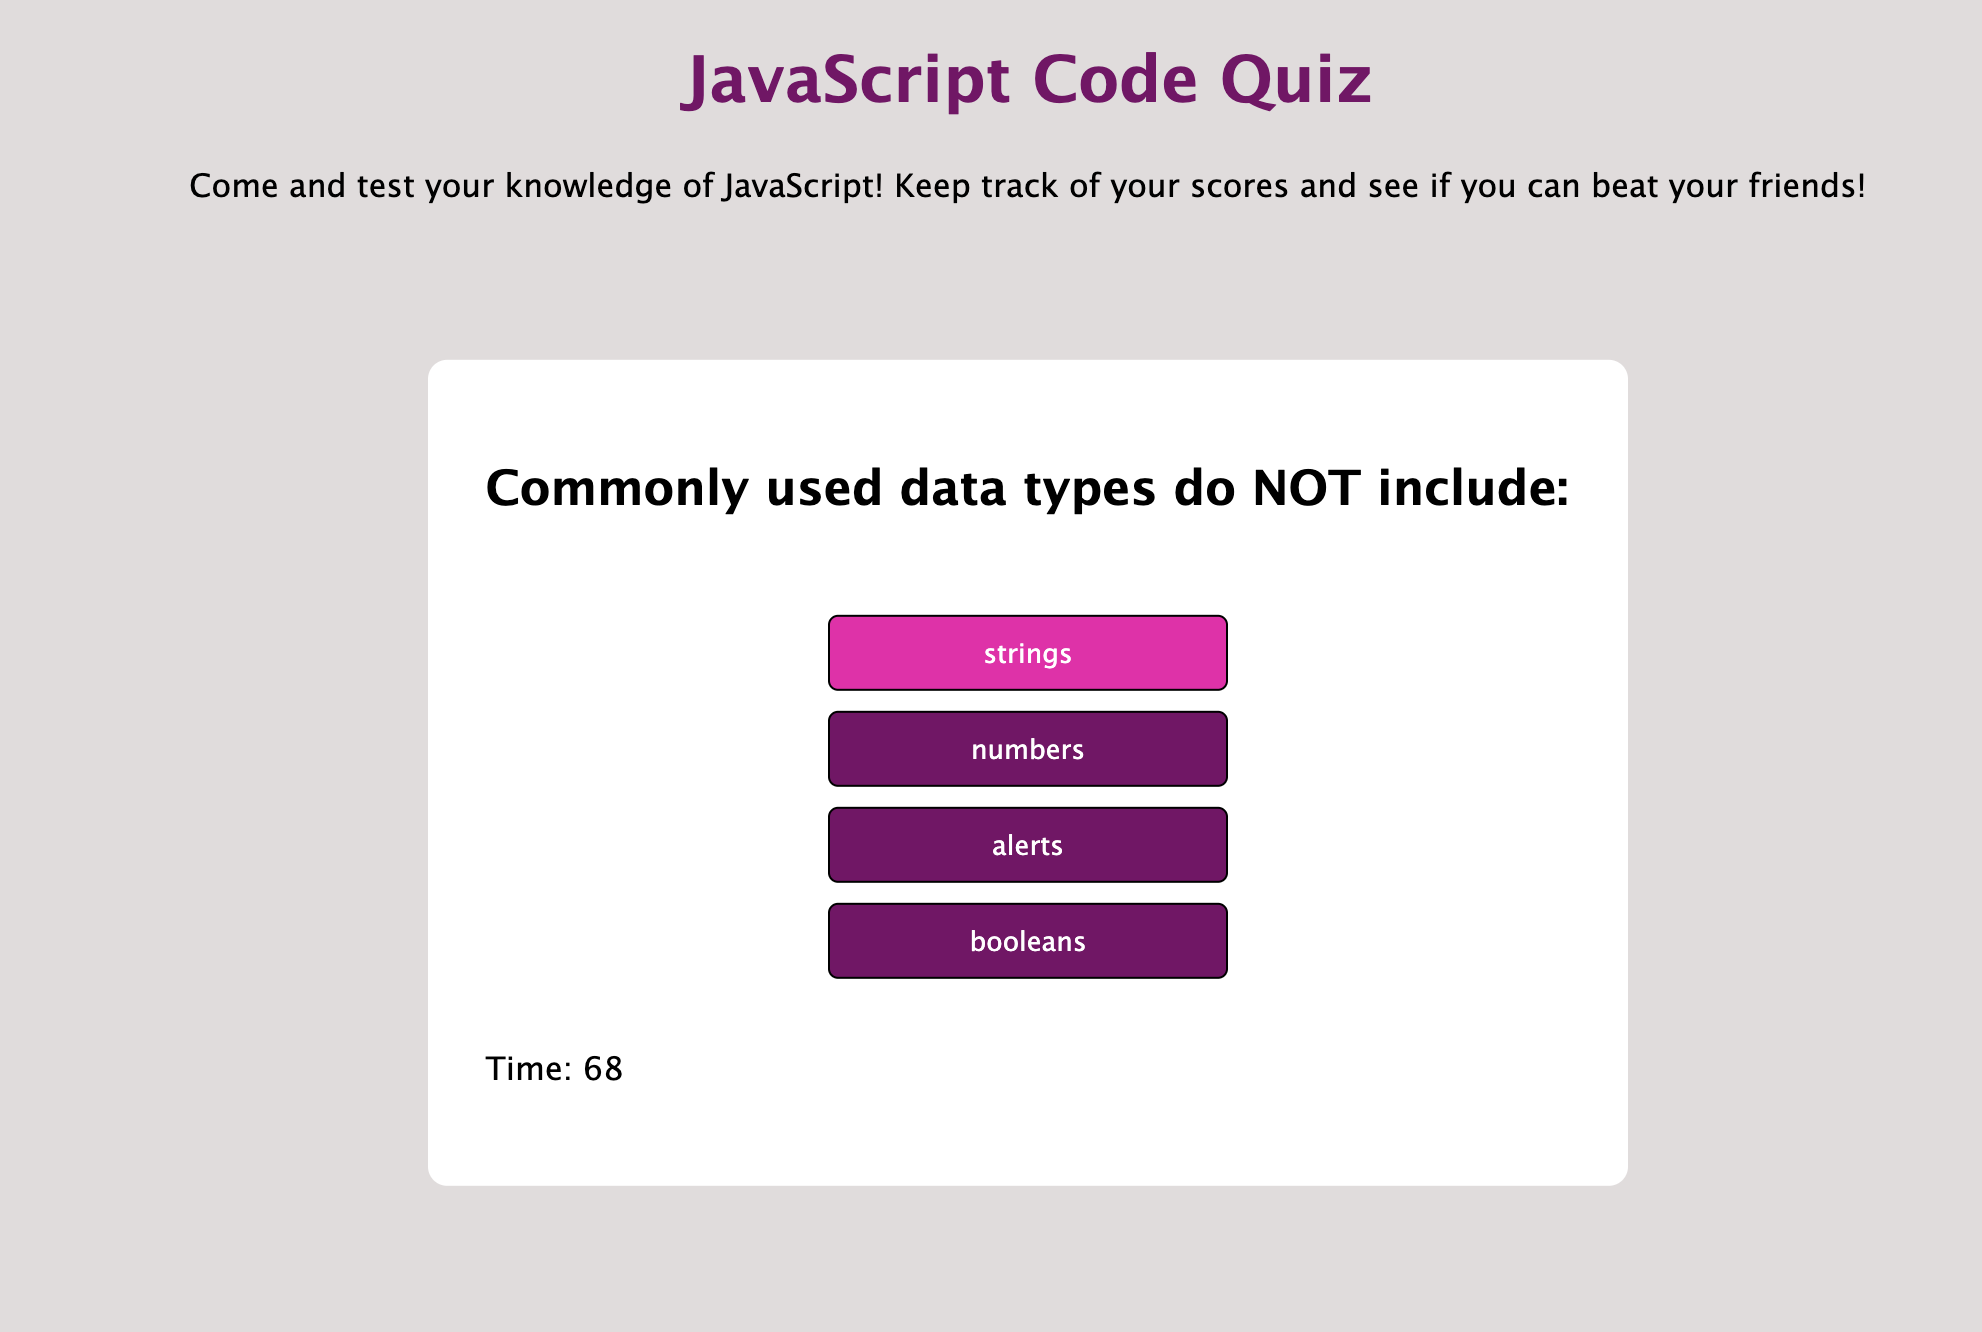 JavaScript Code Quiz
Come and test your knowledge of JavaScript! Keep track of your scores and see if you can beat your friends!
Commonly used data types do NOT include:
strings
numbers
alerts
booleans
Time: 68